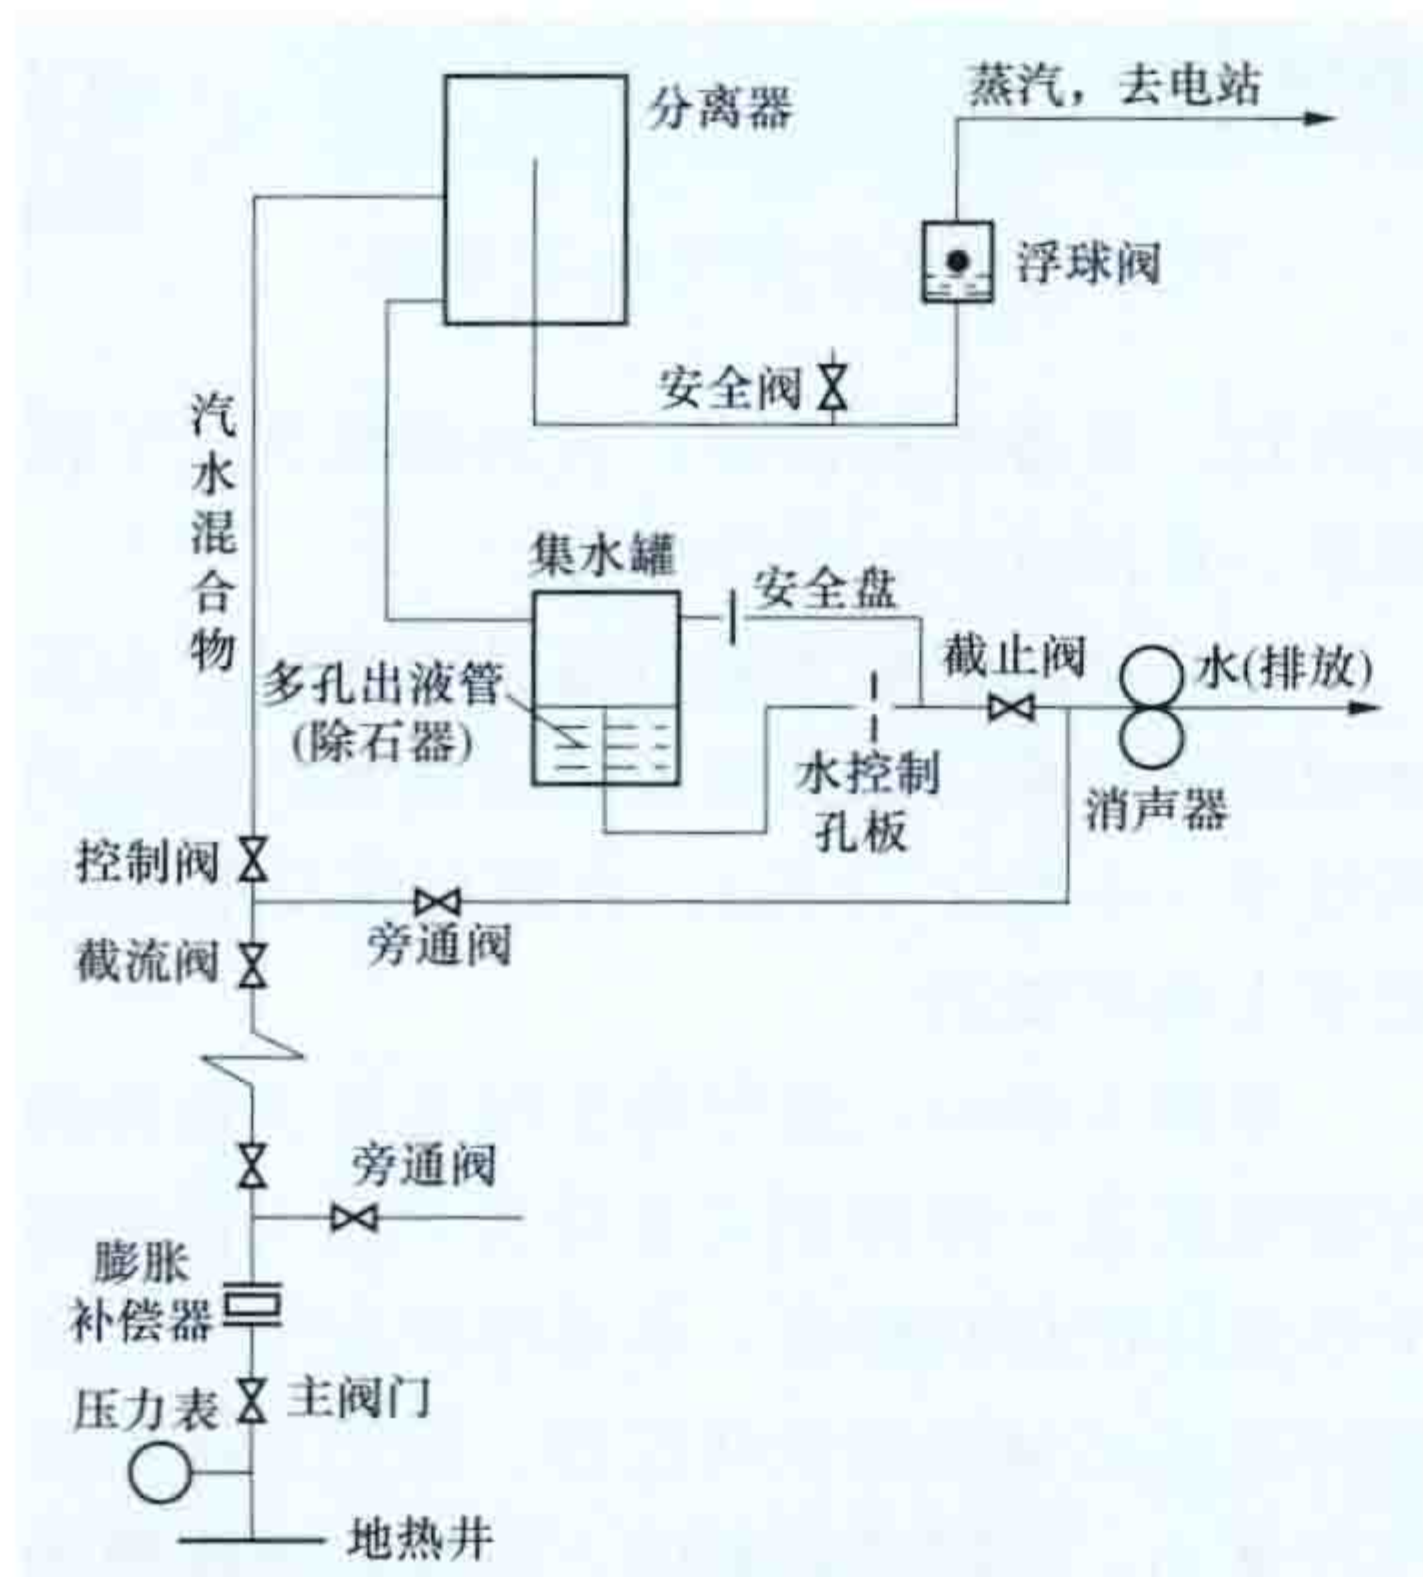 分离器
蒸汽，去电站
浮球阀
安全阀
汽水混合物
集水罐
安全盘
多孔出液管
(除石器)
截止阀
水(排放)
水控制
孔板
消声器
控制阀
旁通阀
截流阀
旁通阀
膨胀
补偿器
压力表
主阀门
地热井